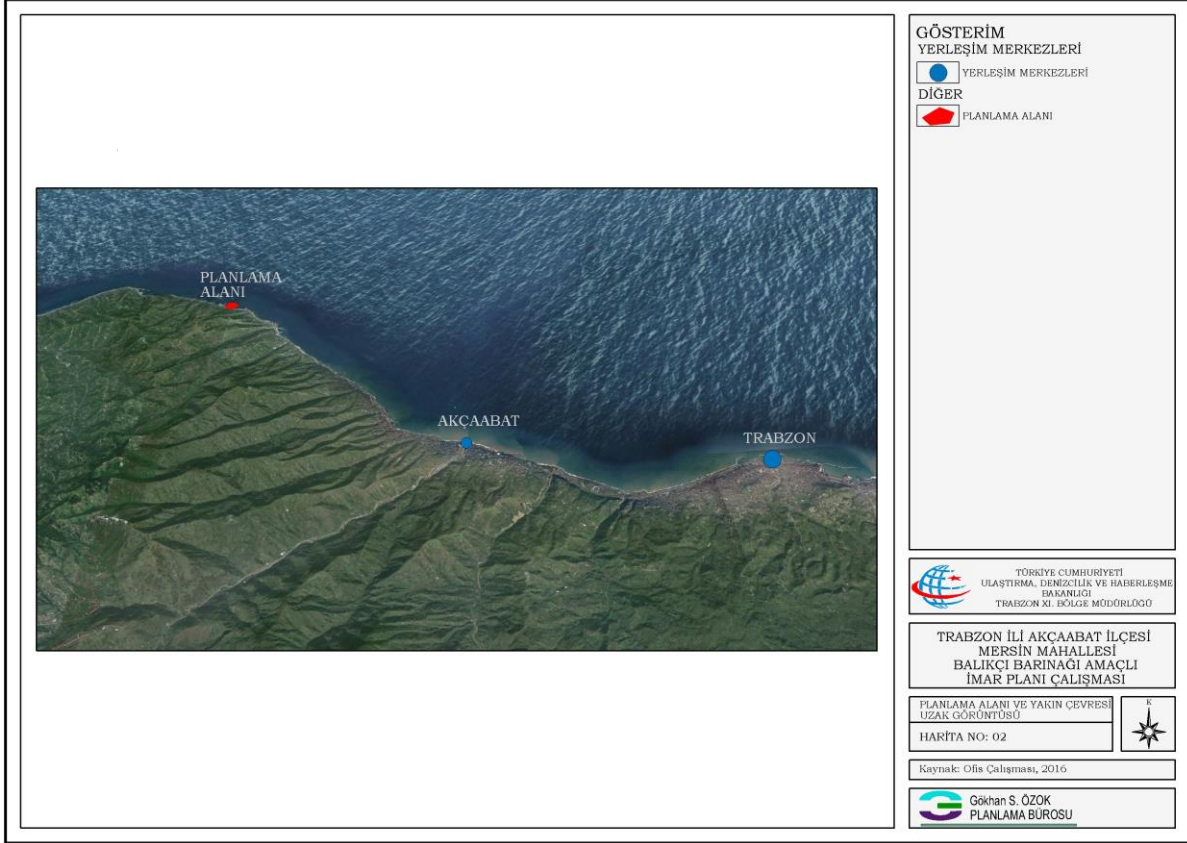 PLANLAMA
ALANI
AKÇAABAT
TRABZON
GÖSTERİM
YERLEŞİM MERKEZLERİ
YERLEŞİM MERKEZLERİ
DİĞER
PLANLAMA ALANI
TÜRKİYE CUMHURİYETİ
ULAŞTIRMA, DENİZCİLİK VE HABERLEŞME
BAKANLIĞI
TRABZON XI. BÖLGE MÜDÜRLÜĞÜ
TRABZON İLİ AKÇAABAT İLÇESİ
MERSİN MAHALLESİ
BALIKÇI BARINAĞI AMAÇLI
İMAR PLANI ÇALIŞMASI
PLANLAMA ALANI VE YAKIN ÇEVRESİ
UZAK GÖRÜNTÜSÜ
HARİTA NO: 02
K
Kaynak: Ofis Çalışması, 2016
Gökhan S. ÖZOK
PLANLAMA BÜROSU